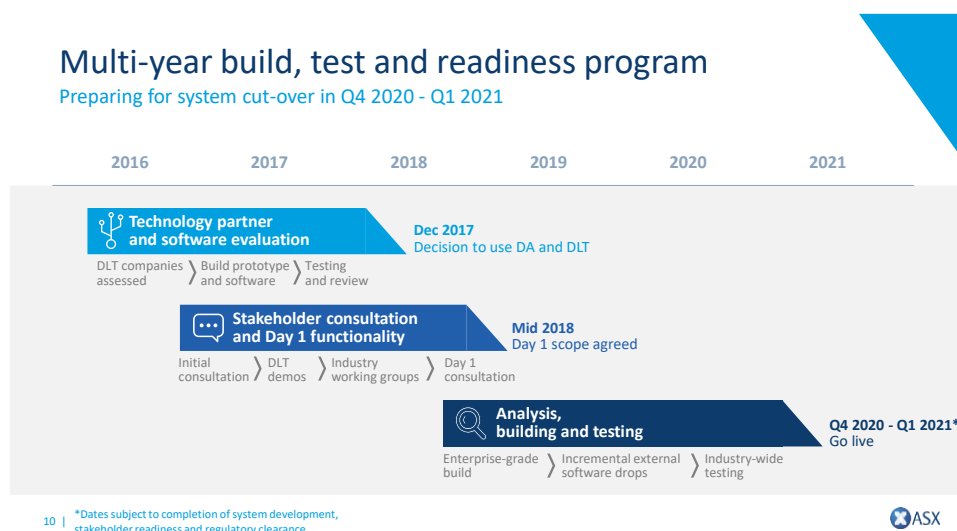 Multi-year build, test and readiness program
Preparing for system cut-over in Q4 2020 - Q1 2021
2016 2017 2018 2019 2020 2021
Technology partner
and software evaluation
Dec 2017
Decision to use DA and DLT
DLT companies
assessed
Build prototype
and software
Testing
and review
Stakeholder consultation
and Day 1 functionality
Mid 2018
Day 1 scope agreed
Initial
consultation
DLT
demos
Industry
working groups
Day 1
consultation
Analysis,
building and testing
Q4 2020 - Q1 2021*
Go live
Enterprise-grade
build
Incremental external
software drops
Industry-wide
testing
10 |
*Dates subject to completion of system development,
stakeholder readiness and regulatory clearance
ASX